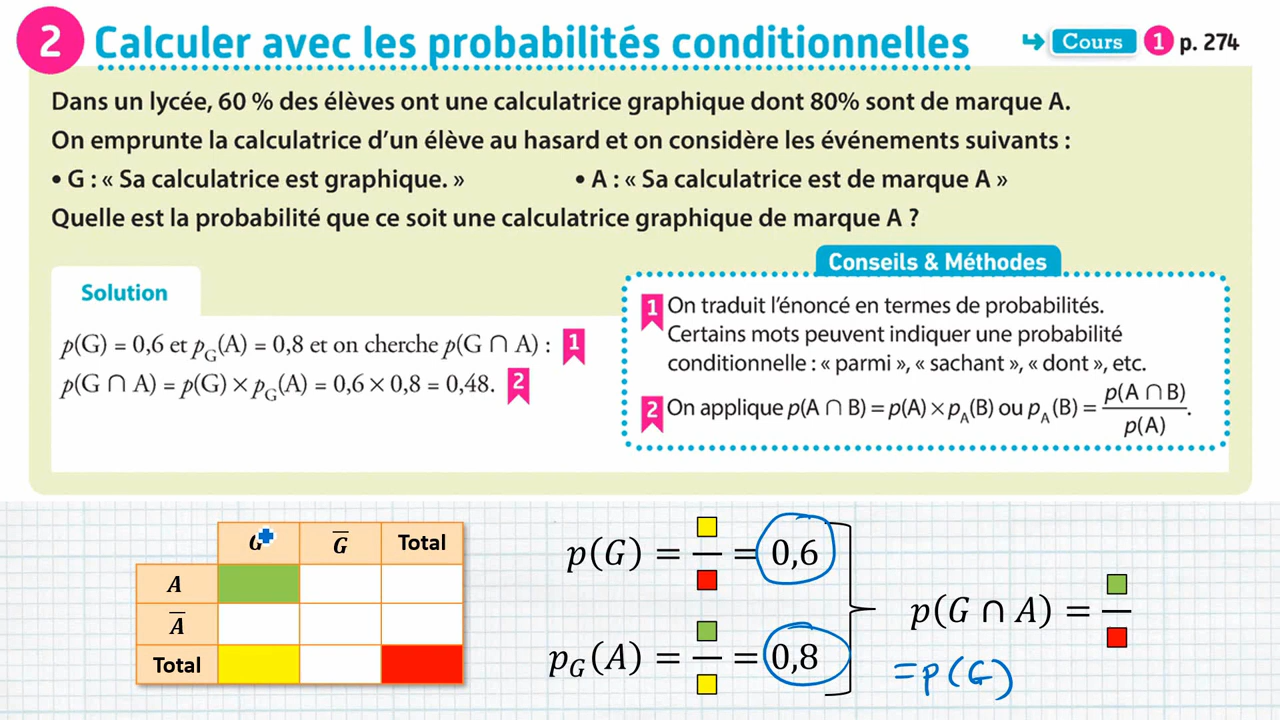 2 Calculer avec les probabilités conditionnelles Cours 1 p. 274
Dans un lycée, 60 % des élèves ont une calculatrice graphique dont 80% sont de marque A.
On emprunte la calculatrice d'un élève au hasard et on considère les événements suivants :
• G : « Sa calculatrice est graphique. » • A : « Sa calculatrice est de marque A »
Quelle est la probabilité que ce soit une calculatrice graphique de marque A ?
Solution
p(G) = 0,6 et p_G(A) = 0,8 et on cherche p(G ∩ A) : 1
p(G ∩ A) = p(G) × p_G(A) = 0,6 × 0,8 = 0,48. 2
Conseils & Méthodes
1 On traduit l'énoncé en termes de probabilités.
Certains mots peuvent indiquer une probabilité
conditionnelle : « parmi », « sachant », « dont », etc.
2 On applique p(A ∩ B) = p(A) × p_A(B) ou p_A(B) = p(A ∩ B) / p(A).
G G̅ Total
A
A̅
Total
p(G) = — = 0,6
p_G(A) = — = 0,8
p(G ∩ A) = —
= p(G)